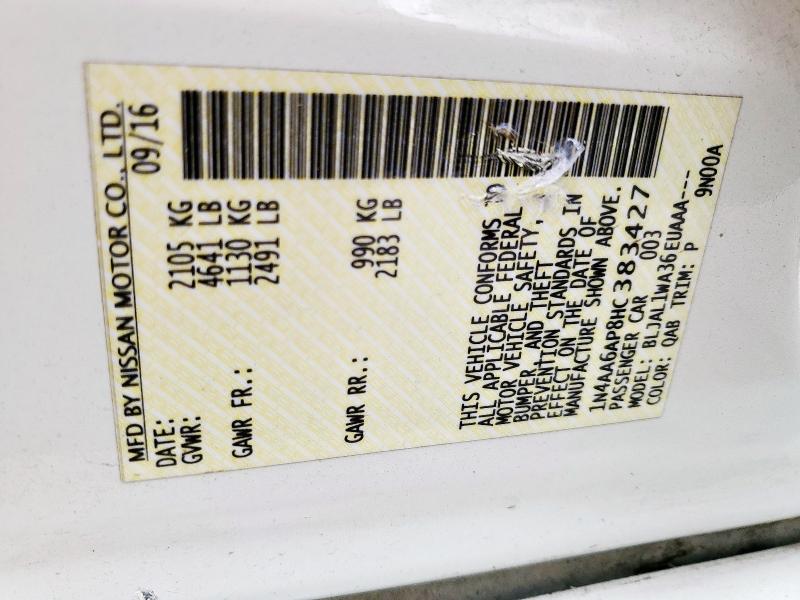 MFD BY NISSAN MOTOR CO., LTD.
DATE: 09/16
GVWR: 2105 KG
4641 LB
GAWR FR.: 1130 KG
2491 LB
GAWR RR.: 990 KG
2183 LB
THIS VEHICLE CONFORMS
ALL APPLICABLE FEDERAL
MOTOR VEHICLE SAFETY,
BUMPER, AND THEFT
PREVENTION STANDARDS IN
EFFECT ON THE DATE OF
MANUFACTURE SHOWN ABOVE.
1N4AA6AP8HC383427
PASSENGER CAR 003
MODEL: BLJAL1WA36EUAAA---
COLOR: QAB TRIM: P 9N00A